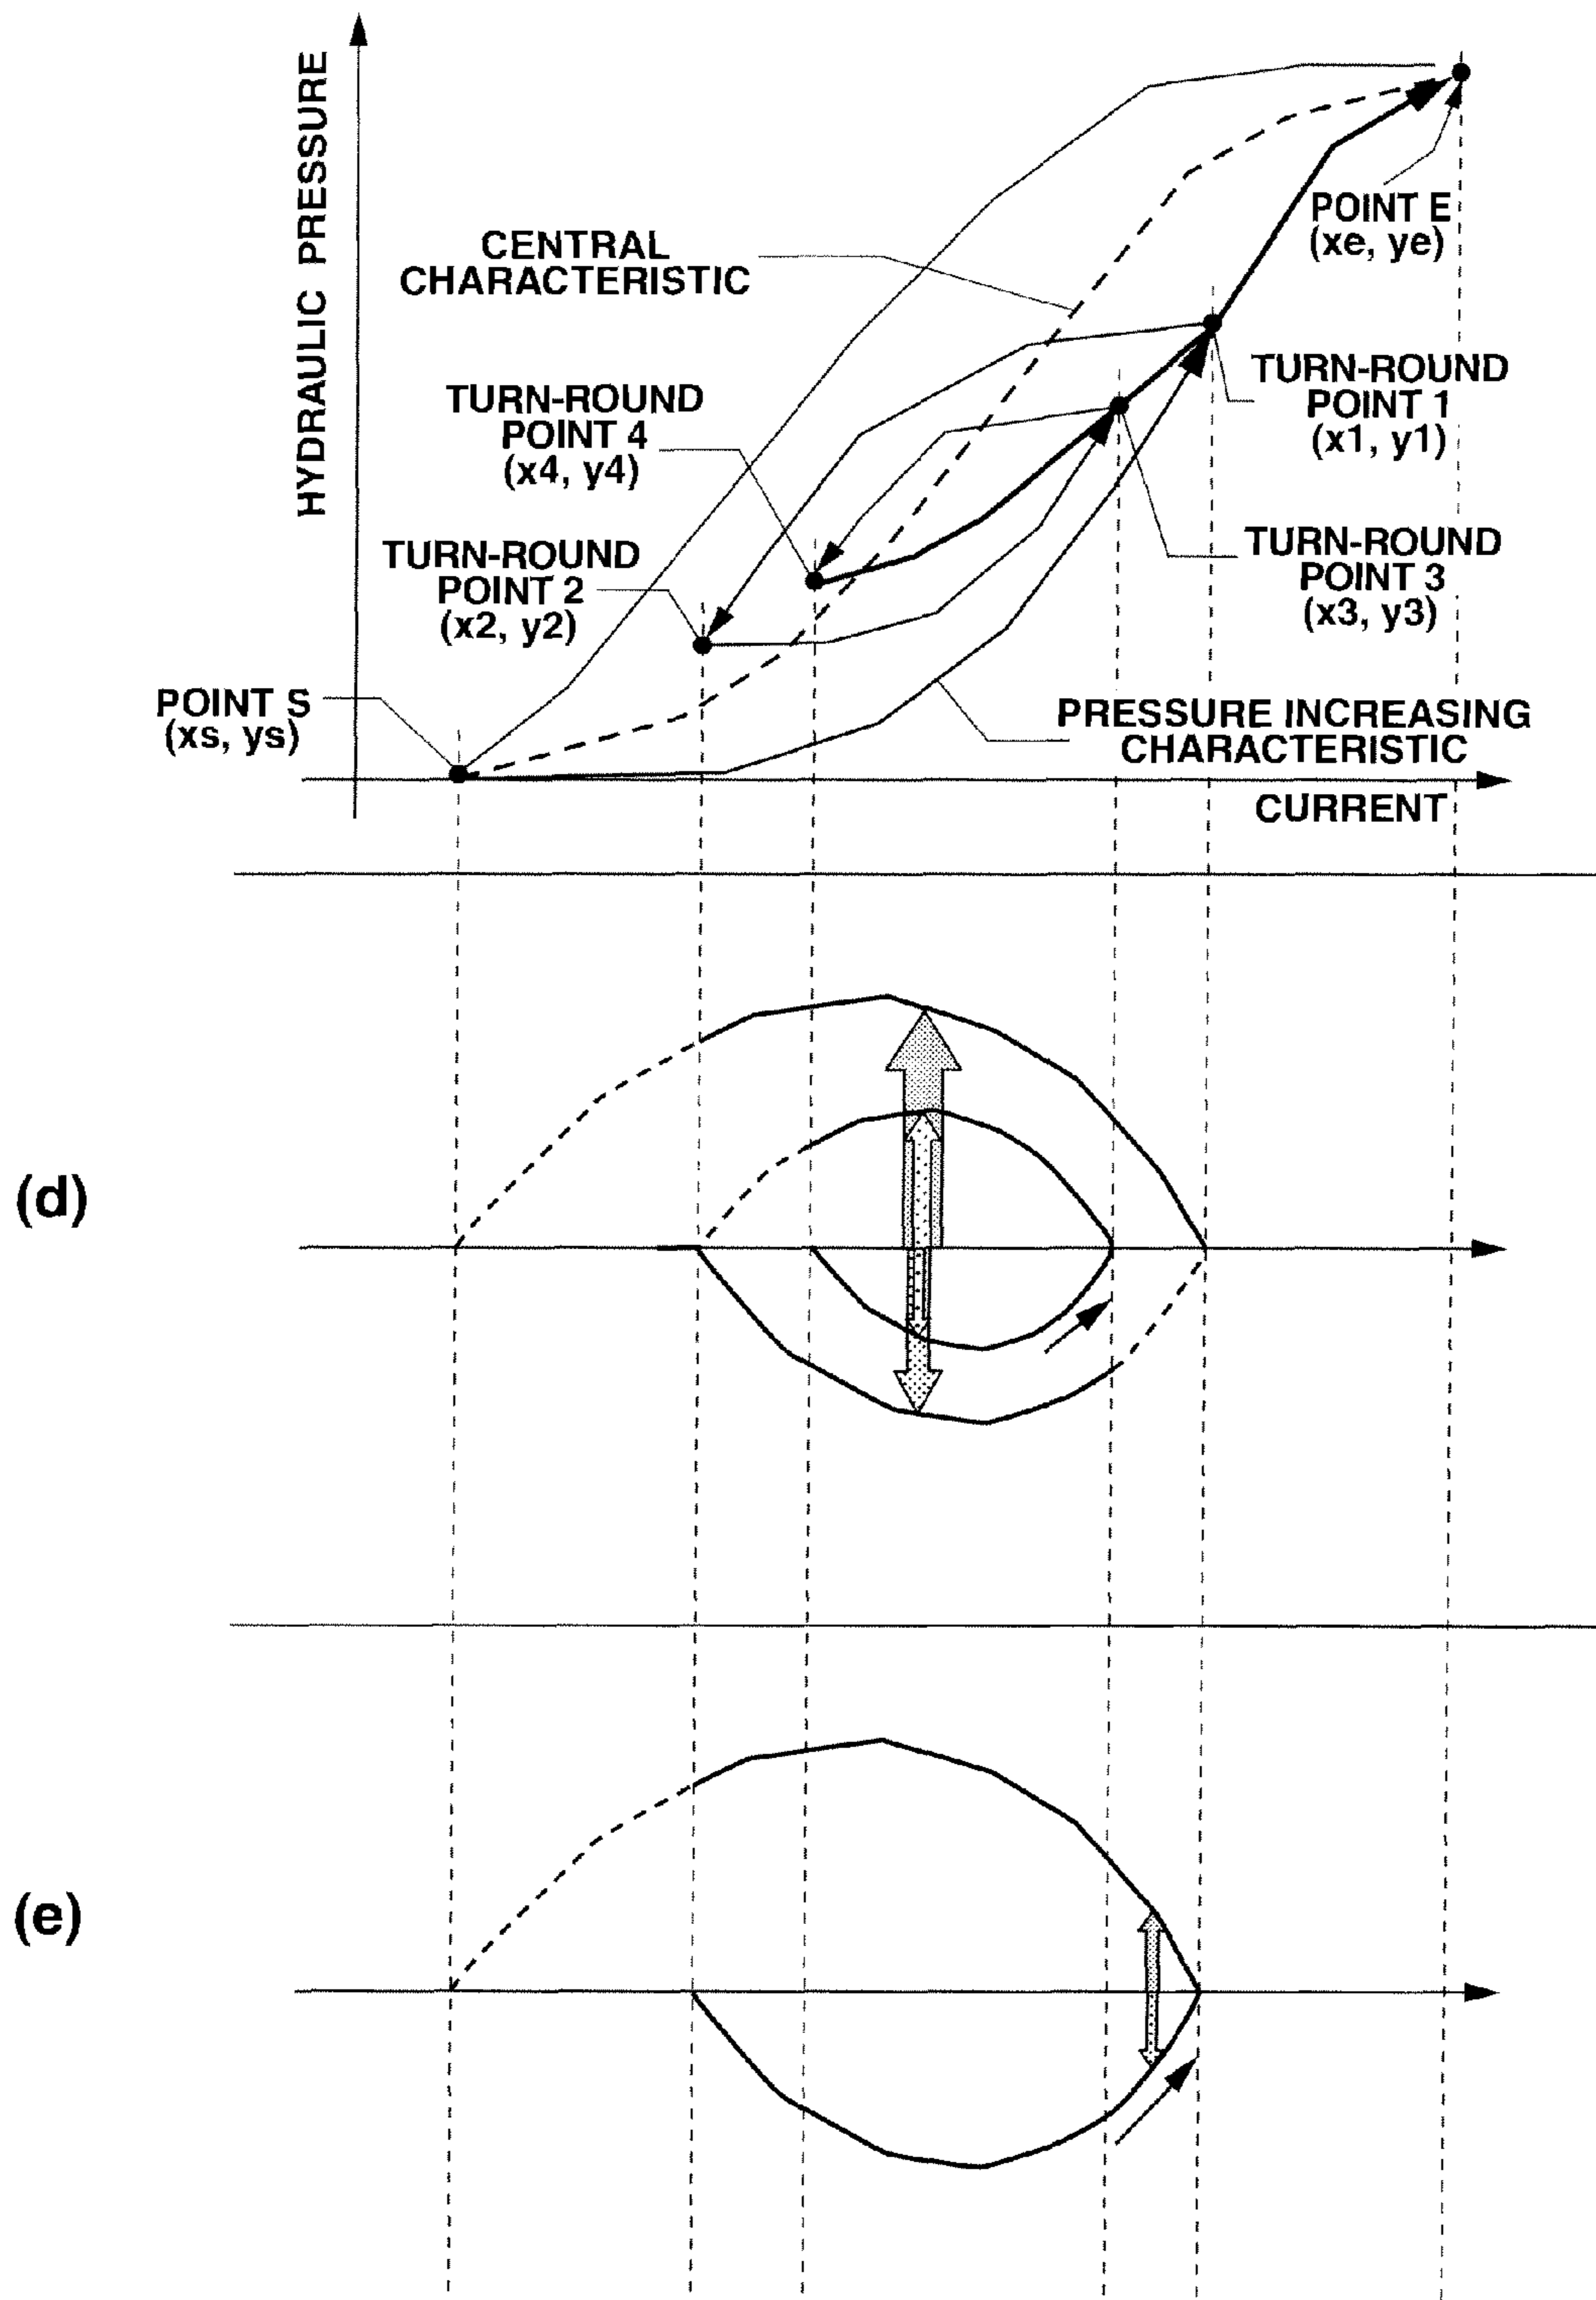 HYDRAULIC PRESSURE
POINT E
(xe, ye)
CENTRAL
CHARACTERISTIC
TURN-ROUND
POINT 1
(x1, y1)
TURN-ROUND
POINT 4
(x4, y4)
TURN-ROUND
POINT 3
(x3, y3)
TURN-ROUND
POINT 2
(x2, y2)
POINT S
(xs, ys)
PRESSURE INCREASING
CHARACTERISTIC
CURRENT
(d)
(e)